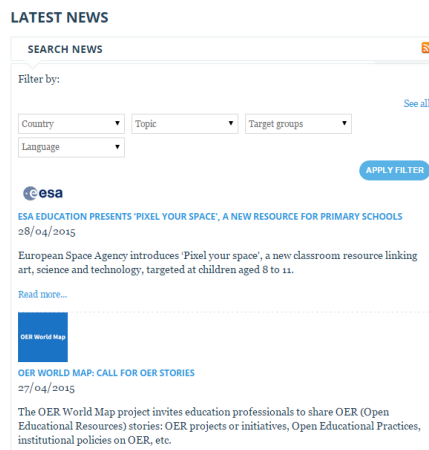 LATEST NEWS
SEARCH NEWS
Filter by:
See all
Country
Topic
Target groups
Language
APPLY FILTER
esa
ESA EDUCATION PRESENTS 'PIXEL YOUR SPACE', A NEW RESOURCE FOR PRIMARY SCHOOLS
28/04/2015
European Space Agency introduces 'Pixel your space', a new classroom resource linking
art, science and technology, targeted at children aged 8 to 11.
Read more...
OER World Map
OER WORLD MAP: CALL FOR OER STORIES
27/04/2015
The OER World Map project invites education professionals to share OER (Open
Educational Resources) stories: OER projects or initiatives, Open Educational Practices,
institutional policies on OER, etc.